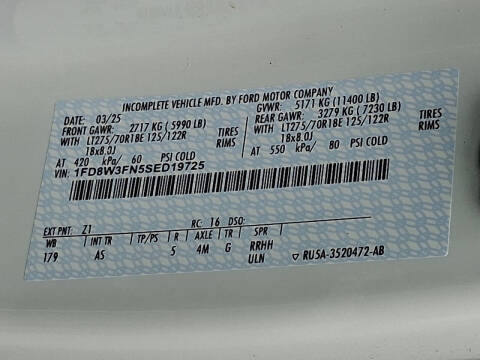 INCOMPLETE VEHICLE MFD. BY FORD MOTOR COMPANY
DATE: 03/25 GVWR: 5171 KG (11400 LB)
FRONT GAWR: 2717 KG (5990 LB) REAR GAWR: 3279 KG (7230 LB)
WITH LT275/70R18E 125/122R TIRES WITH LT275/70R18E 125/122R TIRES
18x8.0J RIMS 18x8.0J RIMS
AT 420 kPa/ 60 PSI COLD AT 550 kPa/ 80 PSI COLD
VIN: 1FD8W3FN5SED19725
EXT PNT: Z1 RC: 16 DSO:
WB INT TR TP/PS R AXLE TR SPR
179 AS 5 4M G RRHH
ULN RU5A-3520472-AB